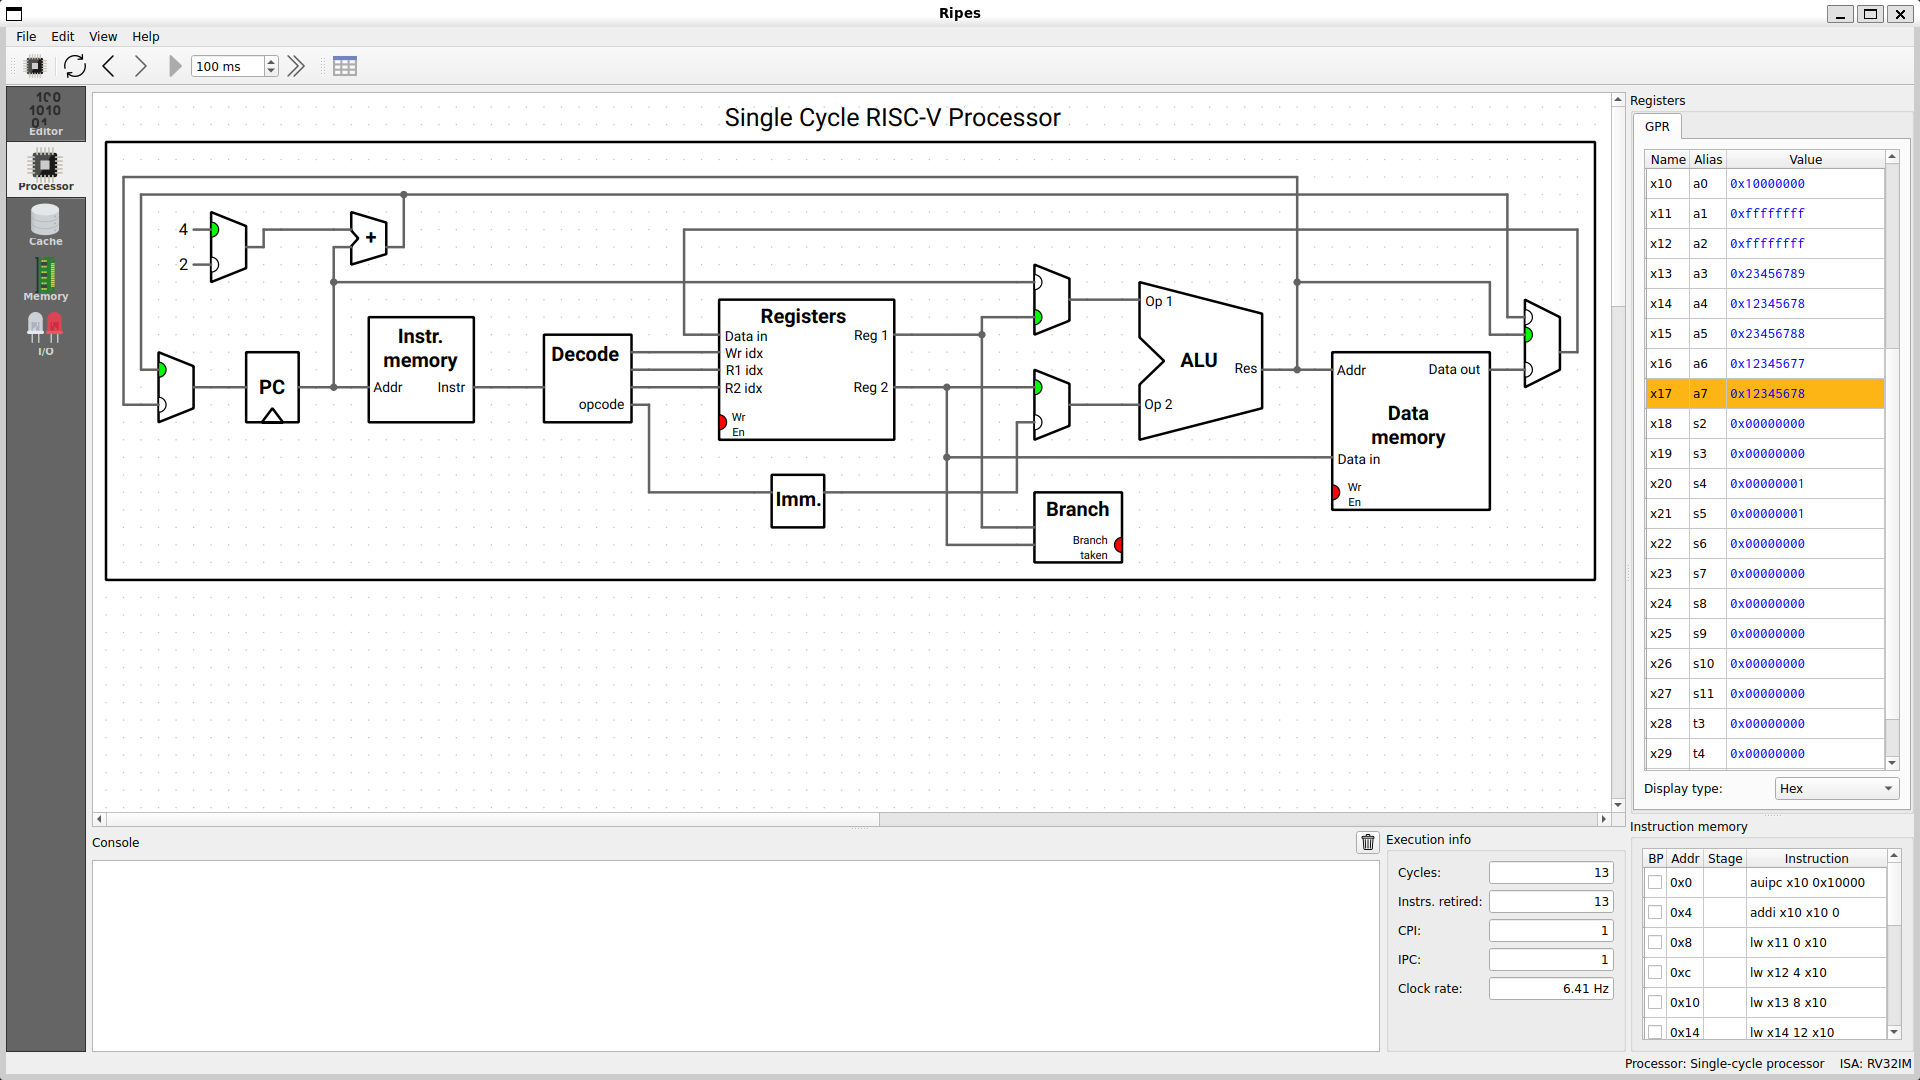 Ripes
File Edit View Help
100 ms
Editor
Processor
Cache
Memory
I/O
Single Cycle RISC-V Processor
4
2
+
PC
Instr. memory
Addr Instr
Decode
opcode
Registers
Data in
Wr idx
R1 idx
R2 idx
Reg 1
Reg 2
Wr En
Imm.
Op 1
Op 2
ALU
Res
Branch
Branch taken
Addr
Data out
Data memory
Data in
Wr En
Registers
GPR
Name Alias Value
x10 a0 0x10000000
x11 a1 0xffffffff
x12 a2 0xffffffff
x13 a3 0x23456789
x14 a4 0x12345678
x15 a5 0x23456788
x16 a6 0x12345677
x17 a7 0x12345678
x18 s2 0x00000000
x19 s3 0x00000000
x20 s4 0x00000001
x21 s5 0x00000001
x22 s6 0x00000000
x23 s7 0x00000000
x24 s8 0x00000000
x25 s9 0x00000000
x26 s10 0x00000000
x27 s11 0x00000000
x28 t3 0x00000000
x29 t4 0x00000000
Display type: Hex
Console
Execution info
Cycles: 13
Instrs. retired: 13
CPI: 1
IPC: 1
Clock rate: 6.41 Hz
Instruction memory
BP Addr Stage Instruction
0x0 auipc x10 0x10000
0x4 addi x10 x10 0
0x8 lw x11 0 x10
0xc lw x12 4 x10
0x10 lw x13 8 x10
0x14 lw x14 12 x10
Processor: Single-cycle processor ISA: RV32IM